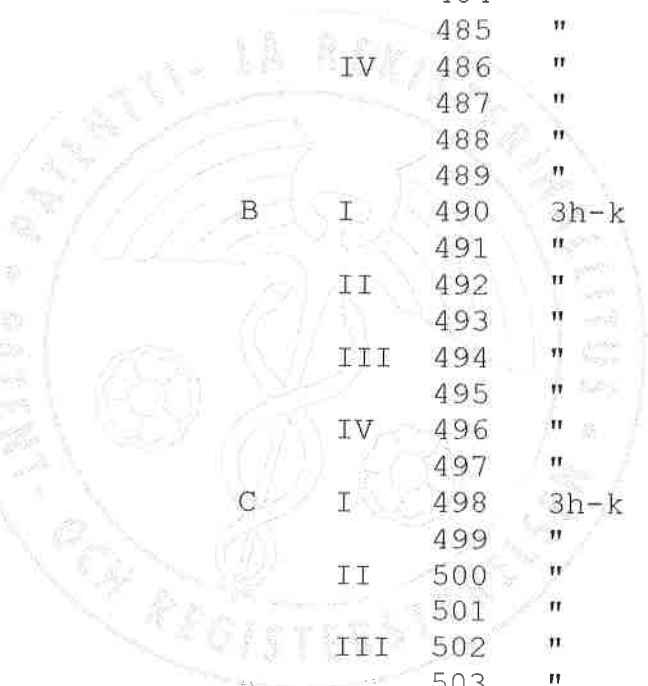 485 "
IV 486 "
487 "
488 "
489 "
B I 490 3h-k
491 "
II 492 "
493 "
III 494 "
495 "
IV 496 "
497 "
C I 498 3h-k
499 "
II 500 "
501 "
III 502 "
503 "